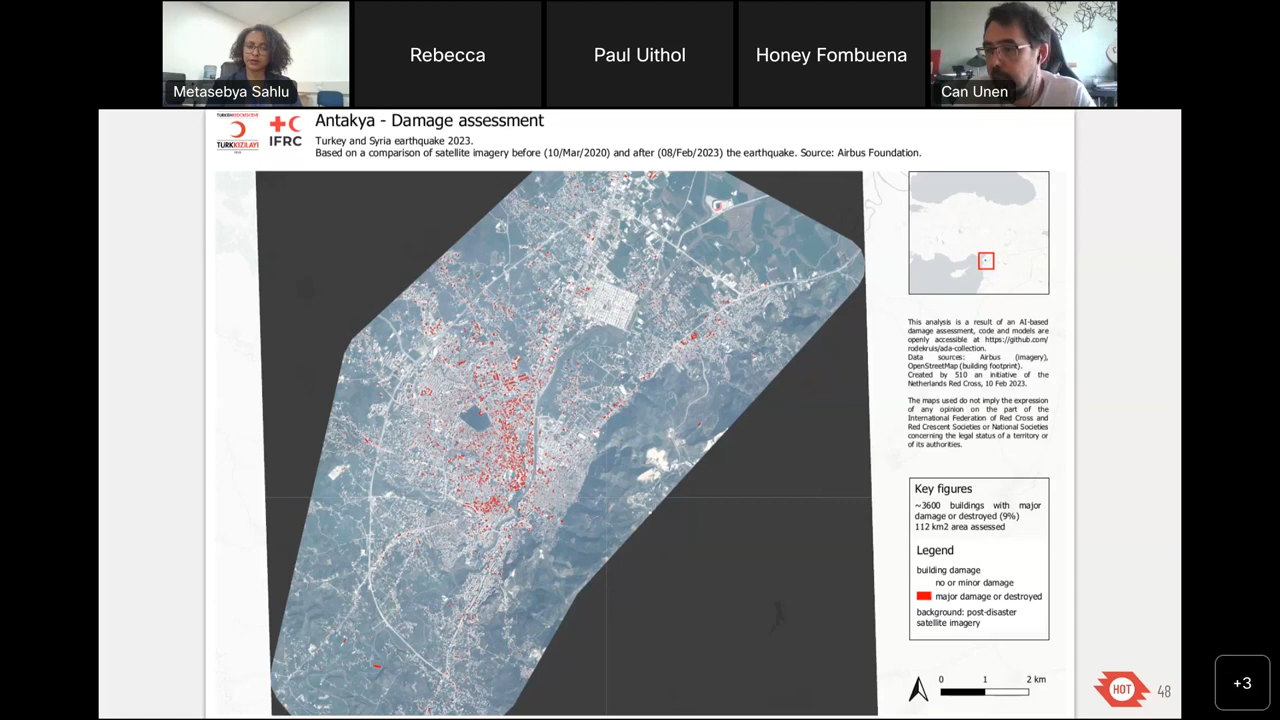 Rebecca
Paul Uithol
Honey Fombuena
Metasebya Sahlu
Can Unen
TÜRKKIZILAYI
IFRC
Antakya - Damage assessment
Turkey and Syria earthquake 2023.
Based on a comparison of satellite imagery before (10/Mar/2020) and after (08/Feb/2023) the earthquake. Source: Airbus Foundation.
This analysis is a result of an AI-based
damage assessment, code and models are
openly accessible at https://github.com/
rodekruis/ada-collection.
Data sources: Airbus (imagery),
OpenStreetMap (building footprint).
Created by 510 an initiative of the
Netherlands Red Cross, 10 Feb 2023.
The maps used do not imply the expression
of any opinion on the part of the
International Federation of Red Cross and
Red Crescent Societies or National Societies
concerning the legal status of a territory or
of its authorities.
Key figures
~3600 buildings with major
damage or destroyed (9%)
112 km2 area assessed
Legend
building damage
no or minor damage
major damage or destroyed
background: post-disaster
satellite imagery
0 1 2 km
HOT
48
+3